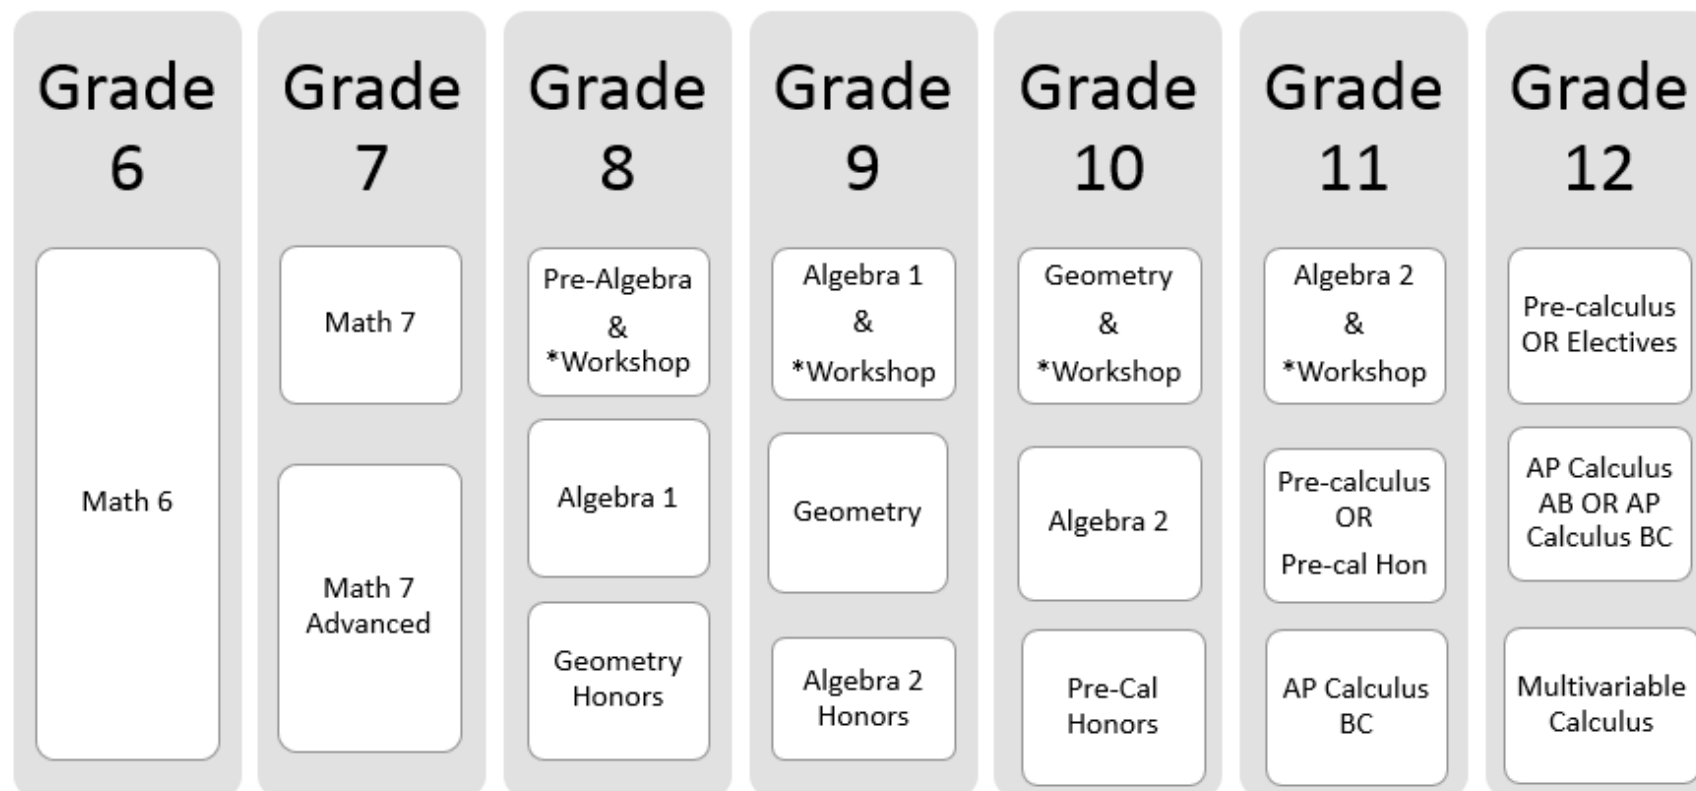 Grade
6
Math 6
Grade
7
Math 7
Math 7
Advanced
Grade
8
Pre-Algebra
&
*Workshop
Algebra 1
Geometry
Honors
Grade
9
Algebra 1
&
*Workshop
Geometry
Algebra 2
Honors
Grade
10
Geometry
&
*Workshop
Algebra 2
Pre-Cal
Honors
Grade
11
Algebra 2
&
*Workshop
Pre-calculus
OR
Pre-cal Hon
AP Calculus
BC
Grade
12
Pre-calculus
OR Electives
AP Calculus
AB OR AP
Calculus BC
Multivariable
Calculus